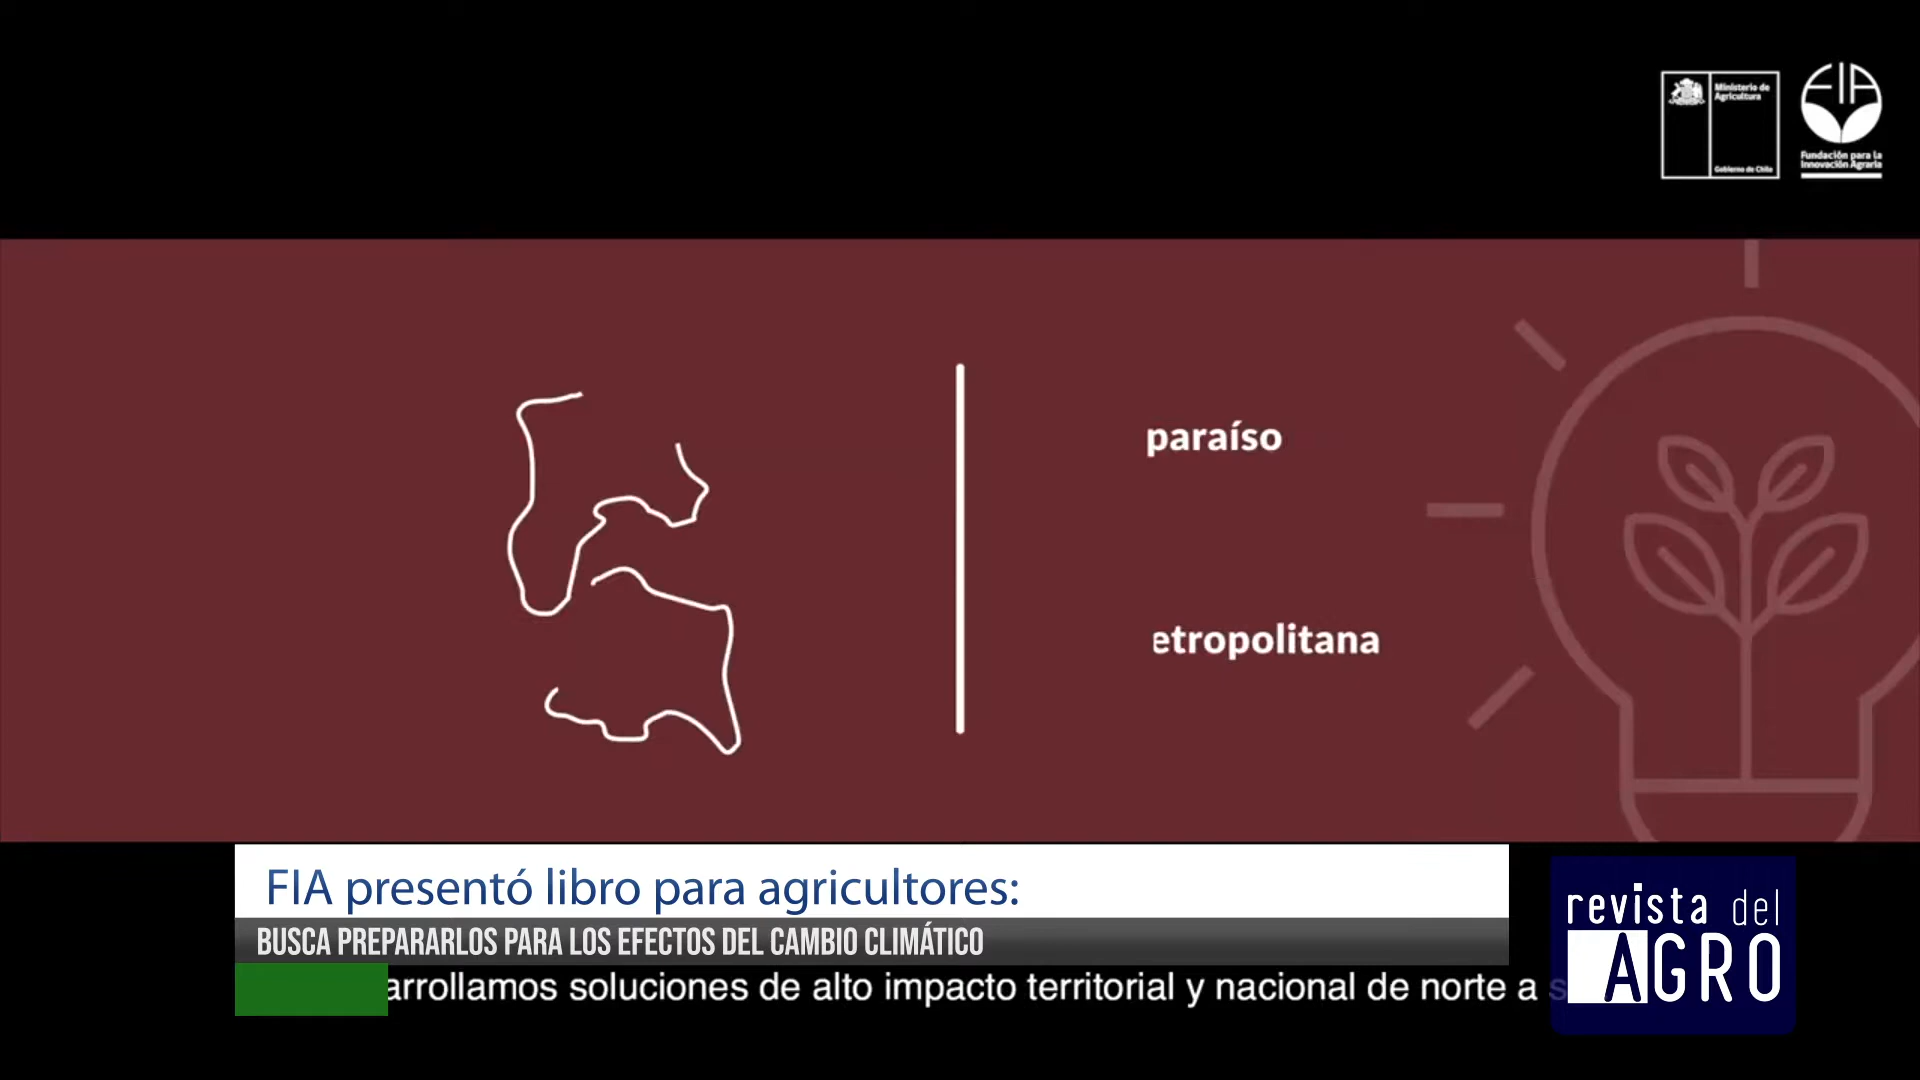 Ministerio de
Agricultura
Gobierno de Chile
FIA
Fundación para la
Innovación Agraria
paraíso
etropolitana
FIA presentó libro para agricultores:
BUSCA PREPARARLOS PARA LOS EFECTOS DEL CAMBIO CLIMÁTICO
arrollamos soluciones de alto impacto territorial y nacional de norte a s
revista del
AGRO